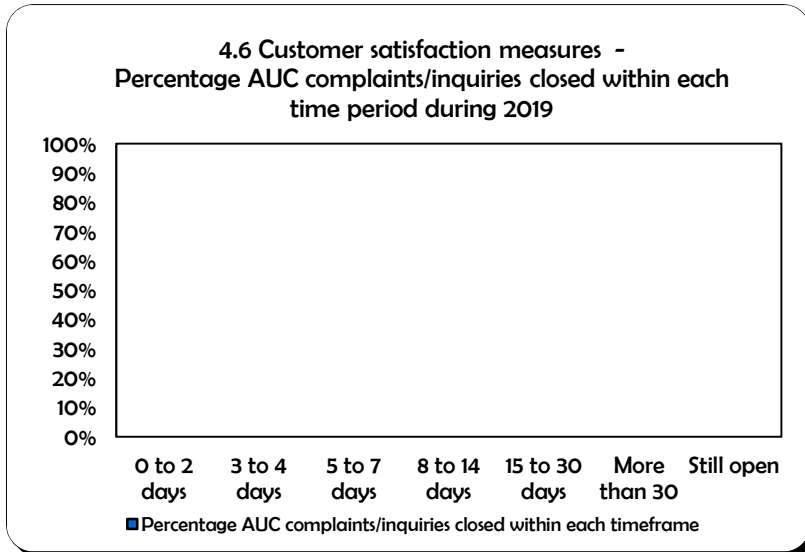 4.6 Customer satisfaction measures -
Percentage AUC complaints/inquiries closed within each
time period during 2019
100%
90%
80%
70%
60%
50%
40%
30%
20%
10%
0%
0 to 2 days
3 to 4 days
5 to 7 days
8 to 14 days
15 to 30 days
More than 30
Still open
Percentage AUC complaints/inquiries closed within each timeframe